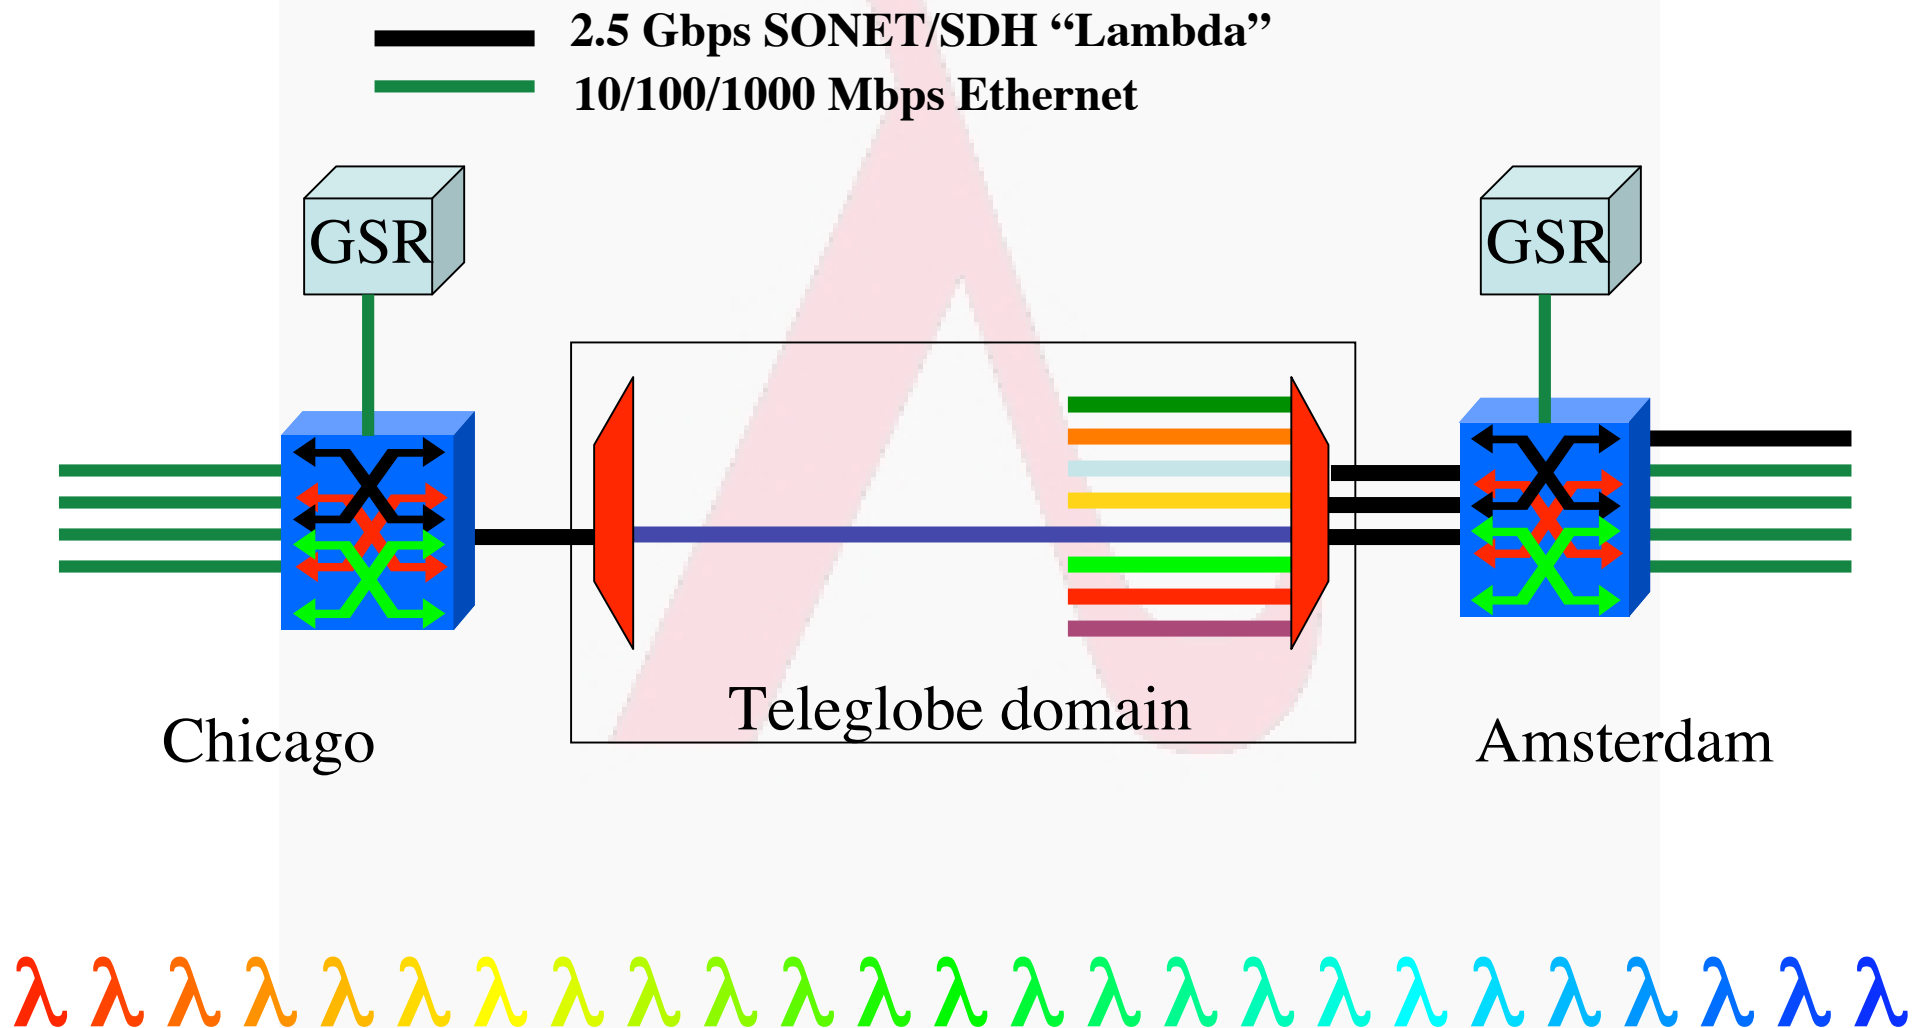 2.5 Gbps SONET/SDH “Lambda”
10/100/1000 Mbps Ethernet
GSR
GSR
Teleglobe domain
Chicago
Amsterdam
λ λ λ λ λ λ λ λ λ λ λ λ λ λ λ λ λ λ λ λ λ λ λ λ λ